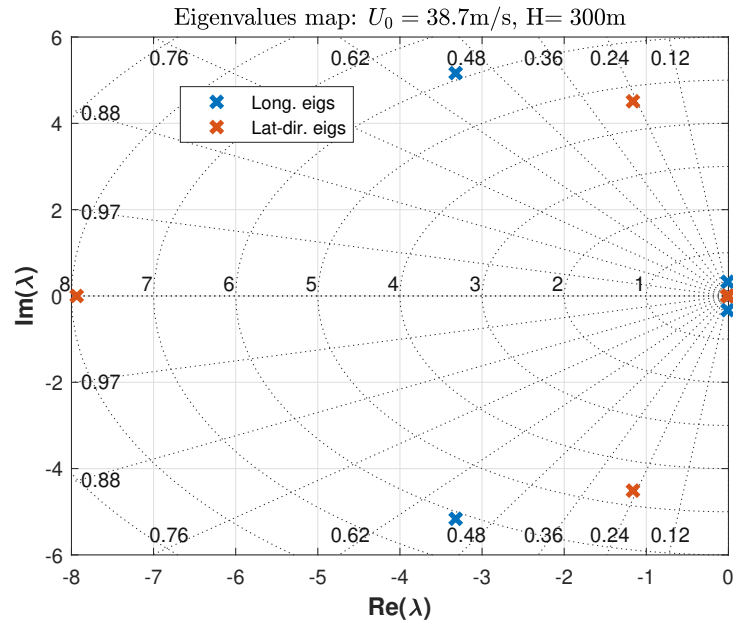 Eigenvalues map: U₀ = 38.7m/s, H= 300m
6
4
2
0
-2
-4
-6
Im(λ)
0.76 0.62 0.48 0.36 0.24 0.12
0.88
0.97
Long. eigs
Lat-dir. eigs
8 7 6 5 4 3 2 1
0.97
0.88
0.76 0.62 0.48 0.36 0.24 0.12
-8 -7 -6 -5 -4 -3 -2 -1 0
Re(λ)